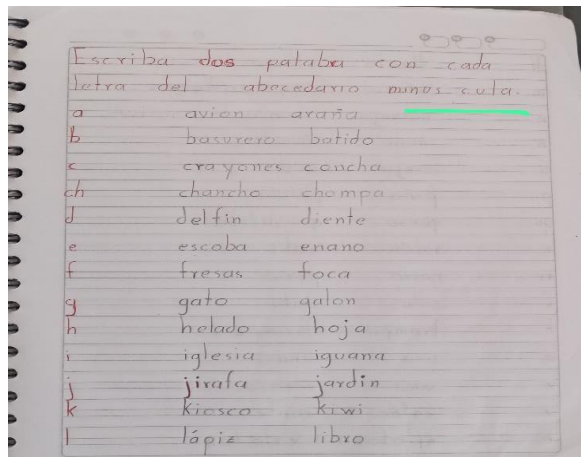 Escriba dos palabra con cada
letra del abecedario minus cula.
a avion araña
b basurero batido
c crayones concha
ch chancho chompa
d delfin diente
e escoba enano
f fresas foca
g gato galon
h helado hoja
i iglesia iguana
j jirafa jardin
k kiosco kiwi
l lápiz libro